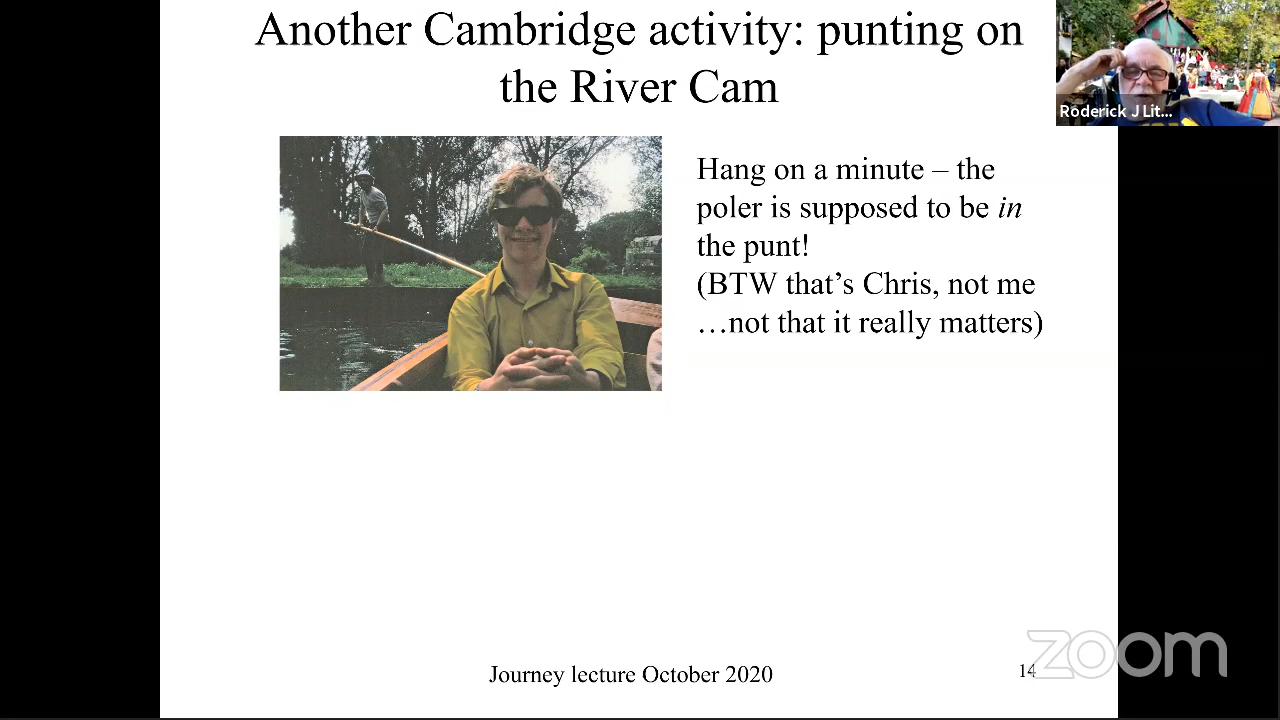 Another Cambridge activity: punting on
the River Cam
Roderick J Lit...
Hang on a minute – the
poler is supposed to be in
the punt!
(BTW that’s Chris, not me
…not that it really matters)
Journey lecture October 2020
14
zoom